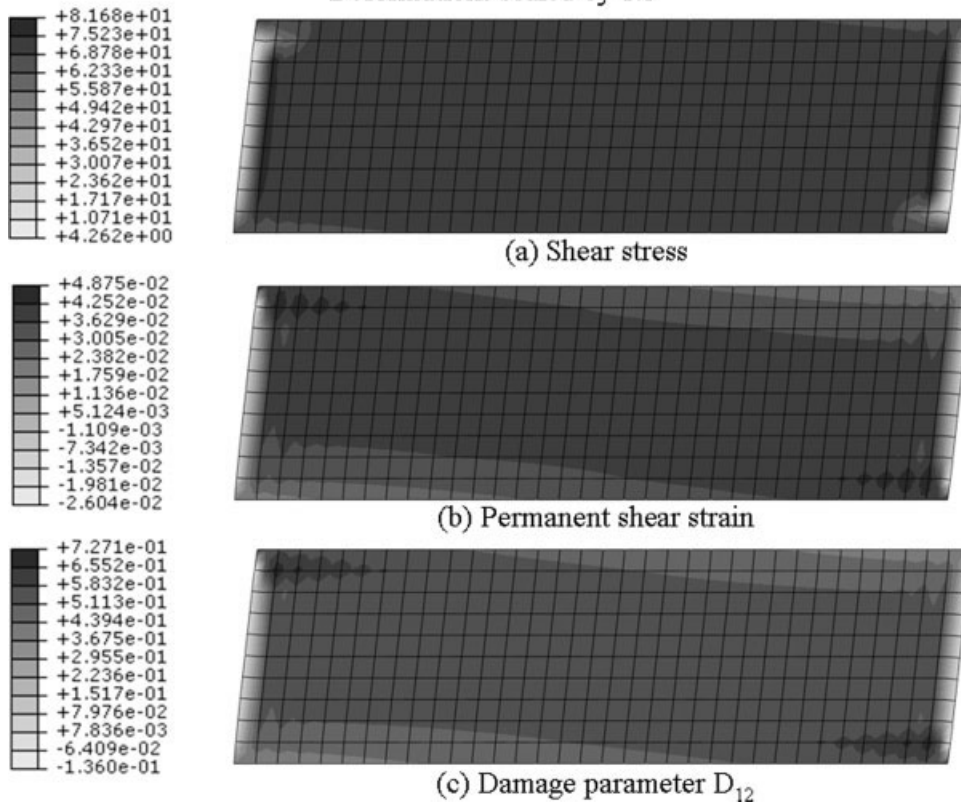 +8.168e+01
+7.523e+01
+6.878e+01
+6.233e+01
+5.587e+01
+4.942e+01
+4.297e+01
+3.652e+01
+3.007e+01
+2.362e+01
+1.717e+01
+1.071e+01
+4.262e+00
(a) Shear stress
+4.875e-02
+4.252e-02
+3.629e-02
+3.005e-02
+2.382e-02
+1.759e-02
+1.136e-02
+5.124e-03
-1.109e-03
-7.342e-03
-1.357e-02
-1.981e-02
-2.604e-02
(b) Permanent shear strain
+7.271e-01
+6.552e-01
+5.832e-01
+5.113e-01
+4.394e-01
+3.675e-01
+2.955e-01
+2.236e-01
+1.517e-01
+7.976e-02
+7.836e-03
-6.409e-02
-1.360e-01
(c) Damage parameter D₁₂